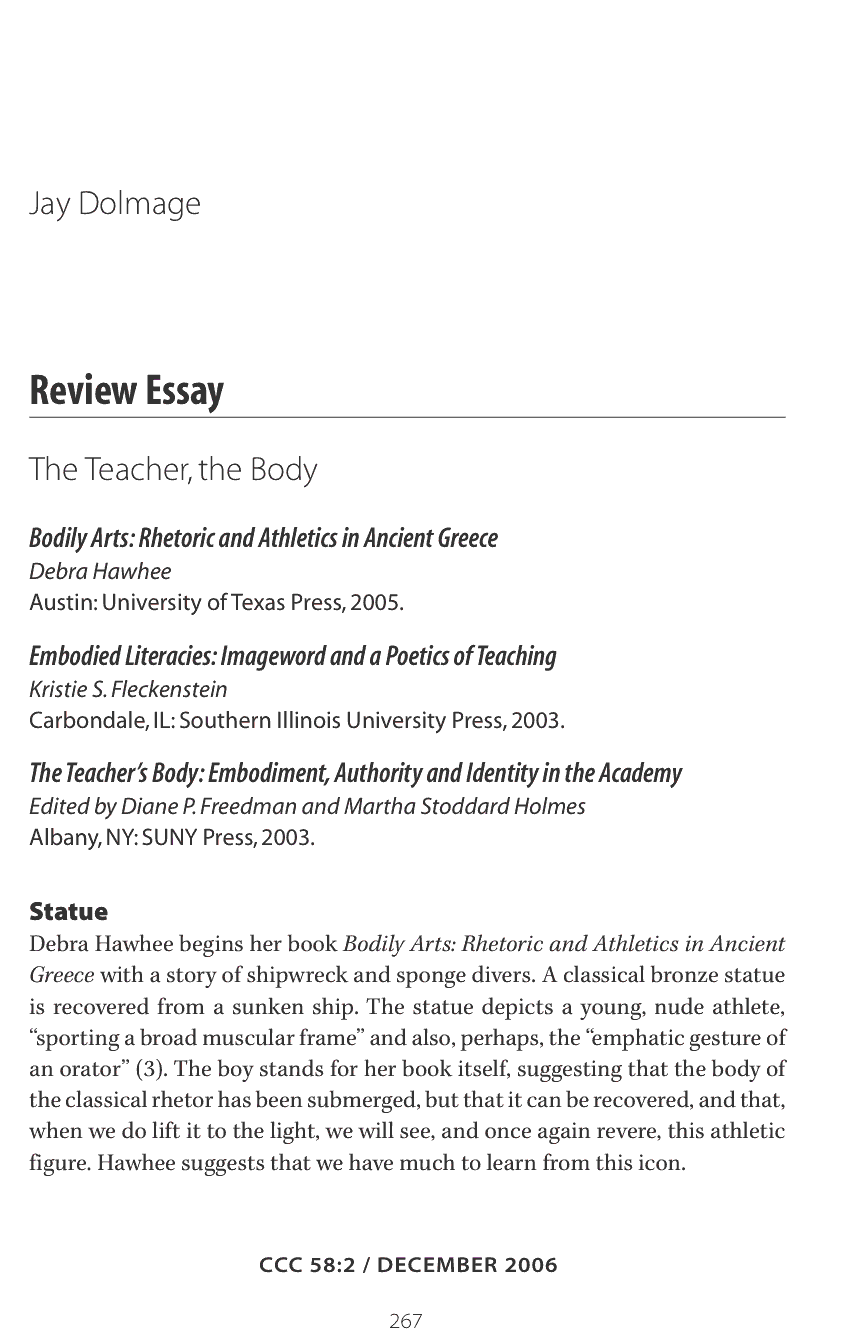 Jay Dolmage
Review Essay
The Teacher, the Body
Bodily Arts: Rhetoric and Athletics in Ancient Greece
Debra Hawhee
Austin: University of Texas Press, 2005.
Embodied Literacies: Imageword and a Poetics of Teaching
Kristie S. Fleckenstein
Carbondale, IL: Southern Illinois University Press, 2003.
The Teacher’s Body: Embodiment, Authority and Identity in the Academy
Edited by Diane P. Freedman and Martha Stoddard Holmes
Albany, NY: SUNY Press, 2003.
Statue
Debra Hawhee begins her book Bodily Arts: Rhetoric and Athletics in Ancient
Greece with a story of shipwreck and sponge divers. A classical bronze statue
is recovered from a sunken ship. The statue depicts a young, nude athlete,
“sporting a broad muscular frame” and also, perhaps, the “emphatic gesture of
an orator” (3). The boy stands for her book itself, suggesting that the body of
the classical rhetor has been submerged, but that it can be recovered, and that,
when we do lift it to the light, we will see, and once again revere, this athletic
figure. Hawhee suggests that we have much to learn from this icon.
CCC 58:2 / DECEMBER 2006
267